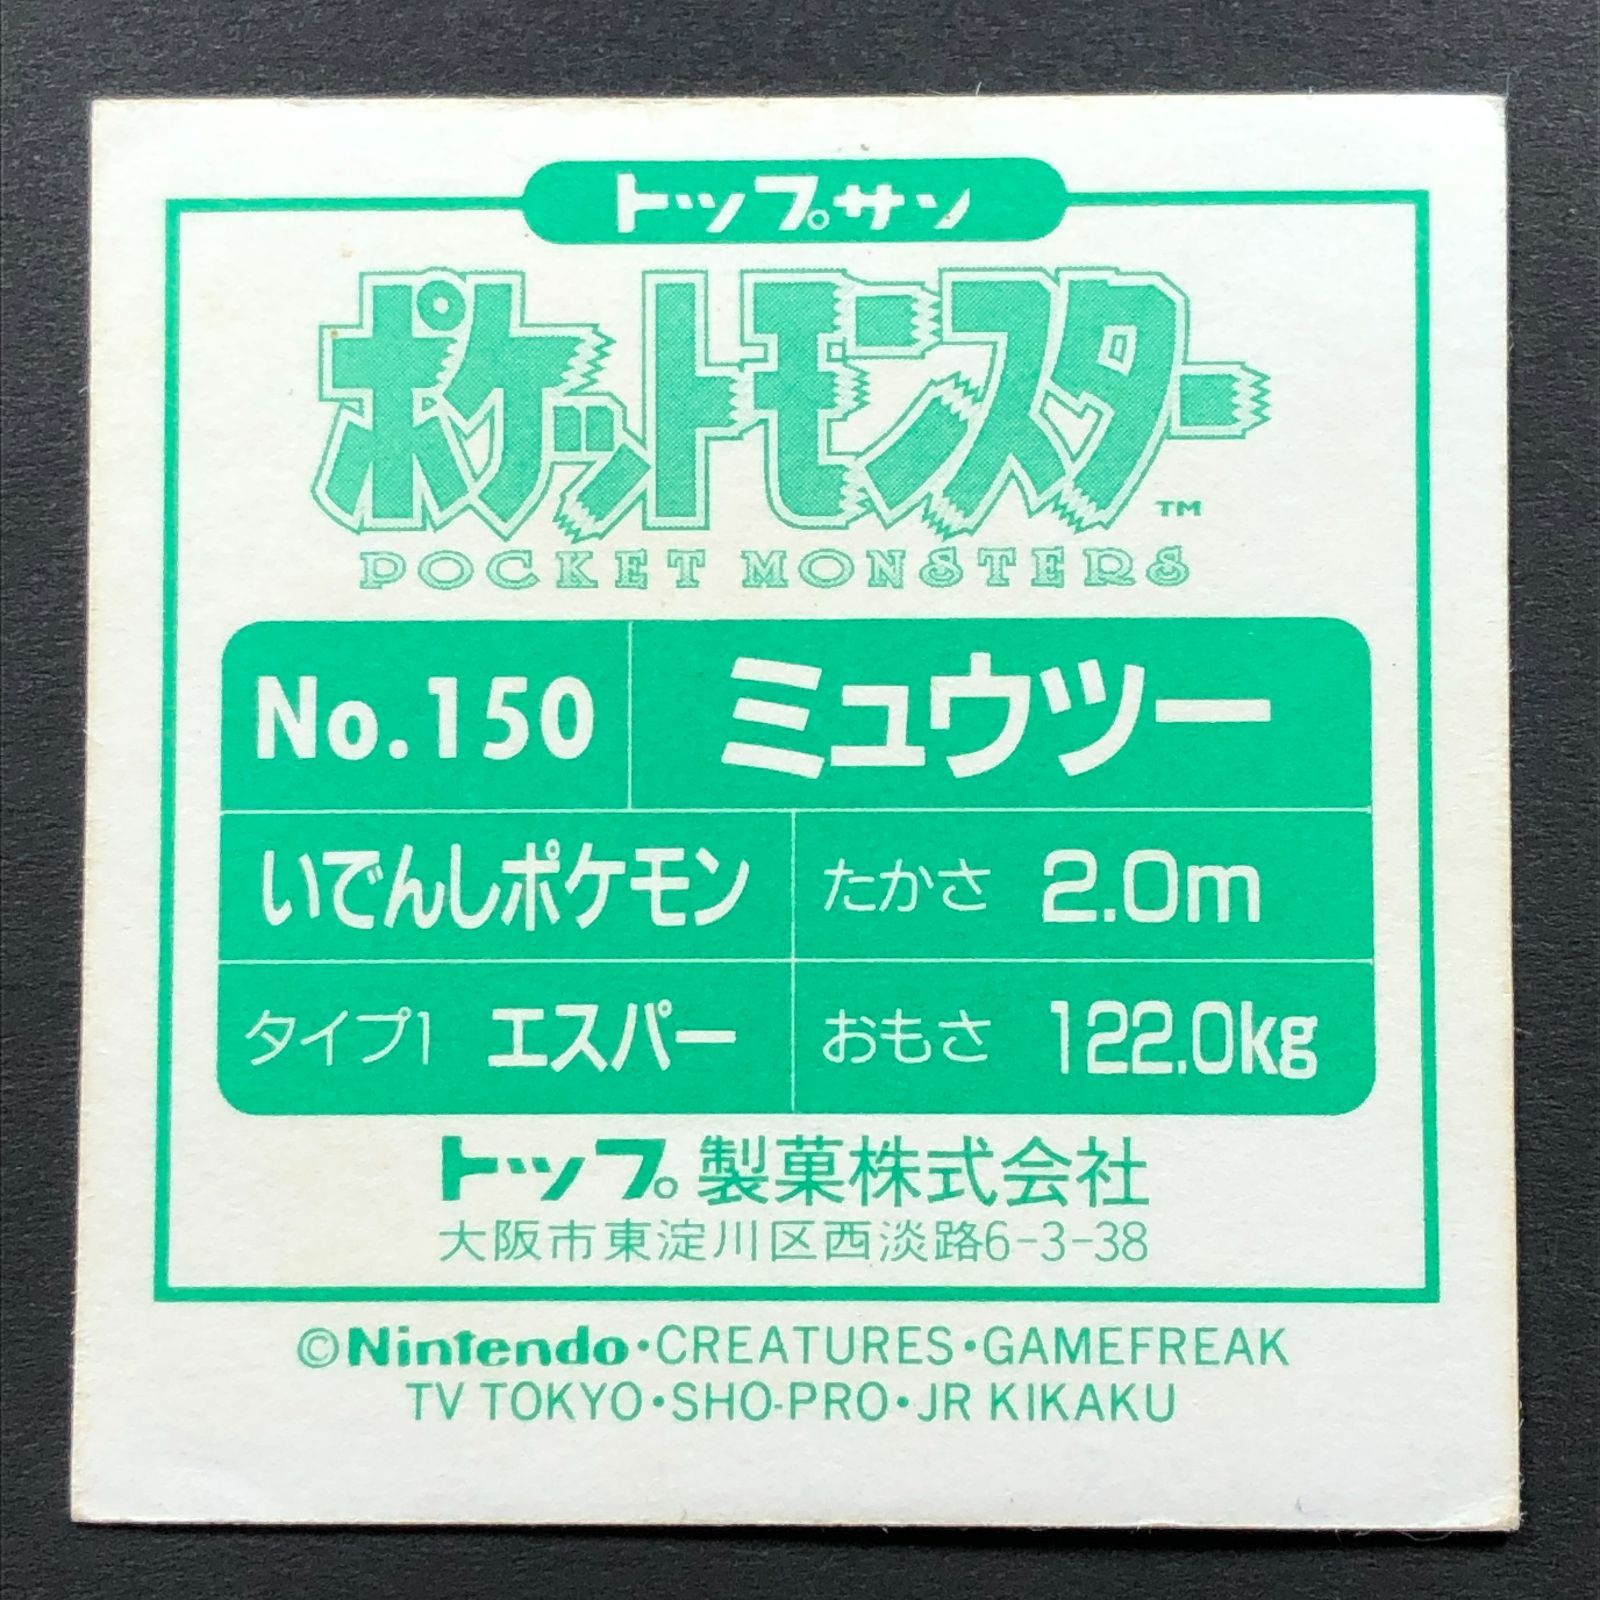 トップサン
ポケットモンスター™
POCKET MONSTERS
No.150 ミュウツー
いでんしポケモン たかさ 2.0m
タイプ1 エスパー おもさ 122.0kg
トップ製菓株式会社
大阪市東淀川区西淡路6-3-38
©Nintendo・CREATURES・GAMEFREAK
TV TOKYO・SHO-PRO・JR KIKAKU